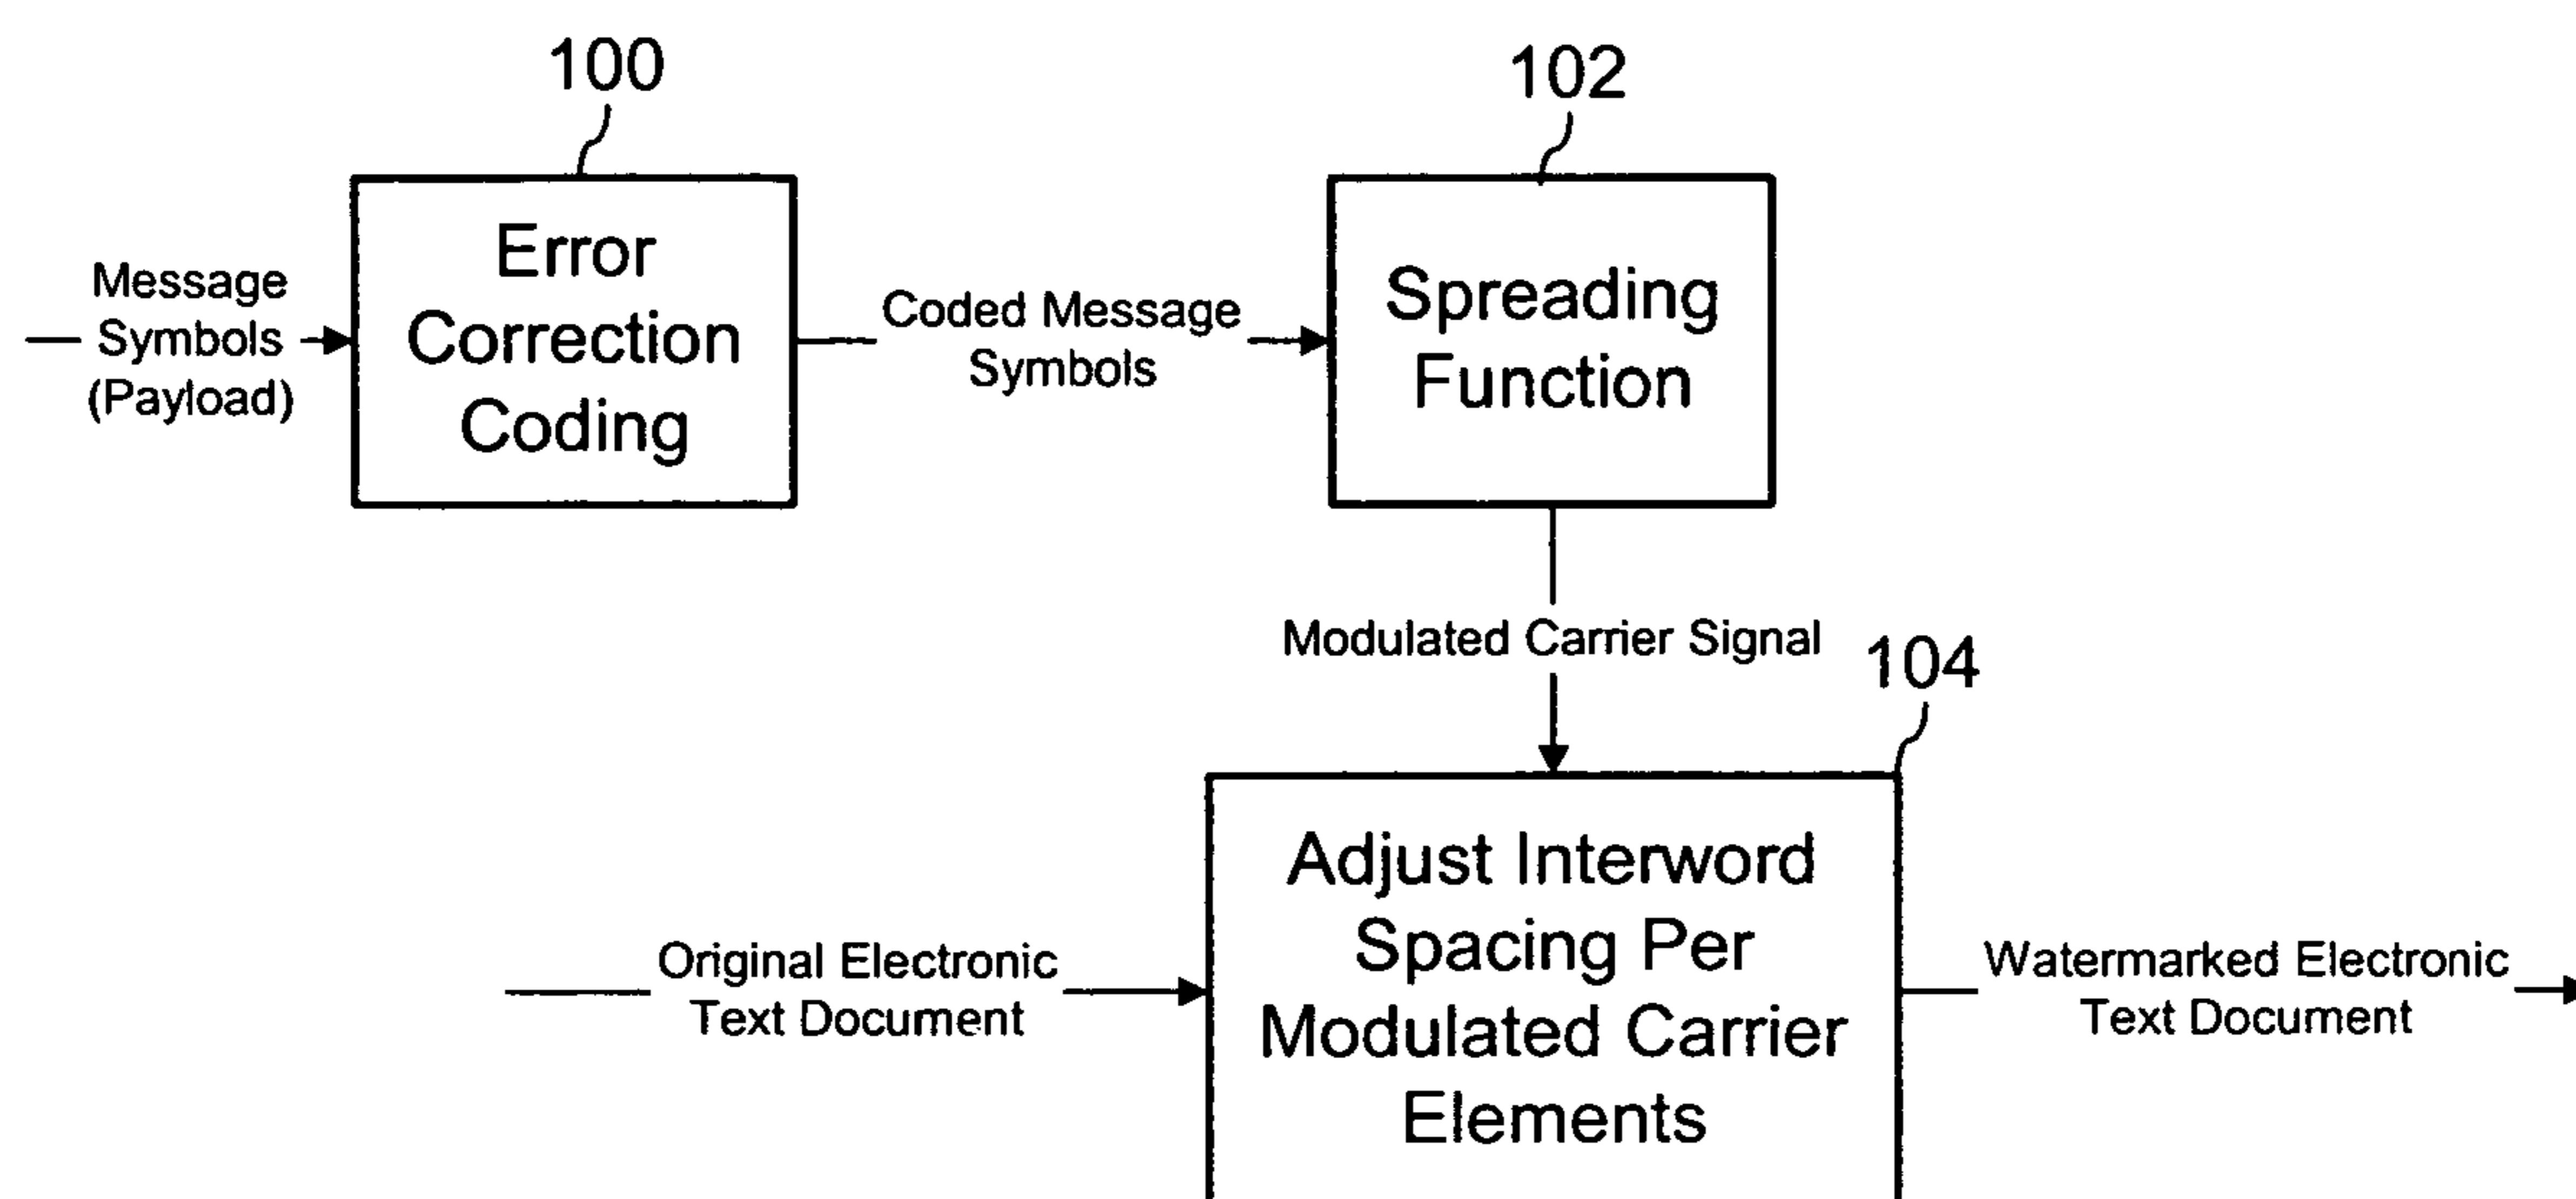 100
102
Message
Symbols
(Payload)
Error
Correction
Coding
Coded Message
Symbols
Spreading
Function
Modulated Carrier Signal
104
Original Electronic
Text Document
Adjust Interword
Spacing Per
Modulated Carrier
Elements
Watermarked Electronic
Text Document